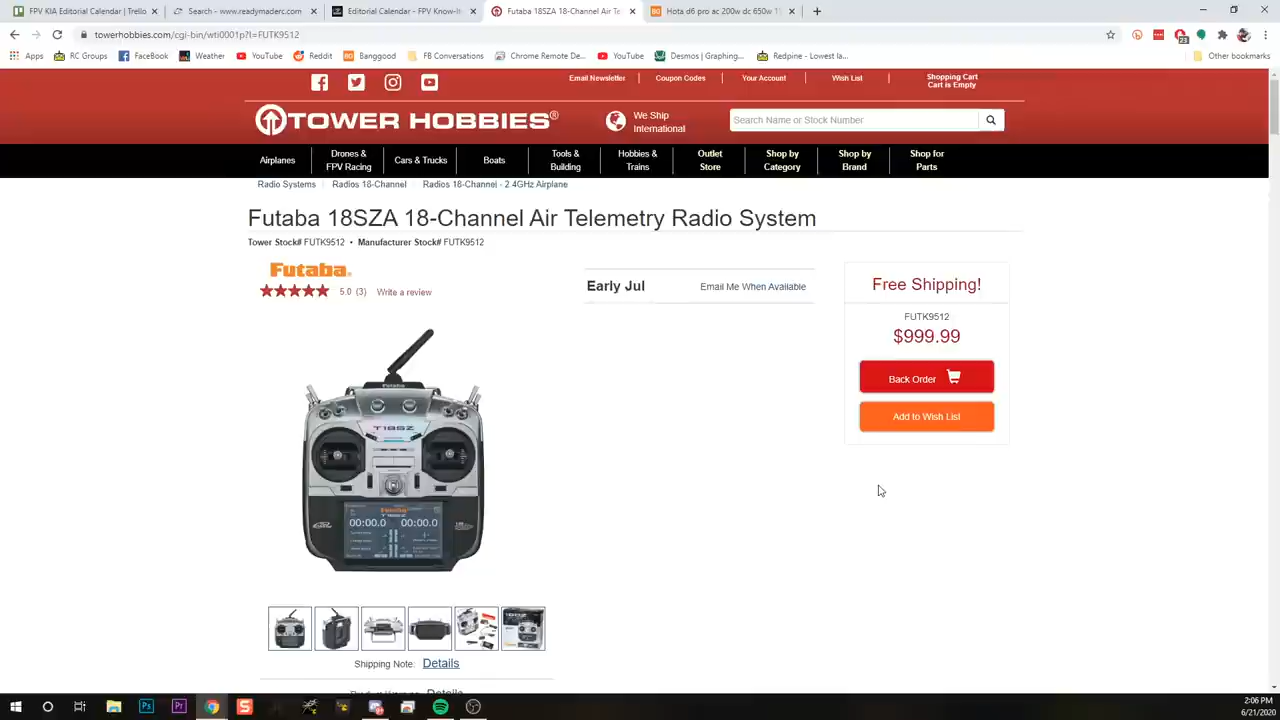 FPV KIA Editorial Calendar | Trello
Search - www.readymaderc.com
Editorial Calendar - FPV Know-It
Futaba 18SZA 18-Channel Air Te
Hota d6 pro ac 200w dc 650w 1
towerhobbies.com/cgi-bin/wti0001p?I=FUTK9512
Apps
RC Groups
FaceBook
Weather
YouTube
Reddit
Banggood
FB Conversations
Chrome Remote De...
YouTube
Desmos | Graphing...
Redpine - Lowest la...
Other bookmarks
23
Email Newsletter
Coupon Codes
Your Account
Wish List
Shopping Cart
Cart is Empty
TOWER HOBBIES®
We Ship
International
Search Name or Stock Number
Airplanes
Drones &
FPV Racing
Cars & Trucks
Boats
Tools &
Building
Hobbies &
Trains
Outlet
Store
Shop by
Category
Shop by
Brand
Shop for
Parts
Radio Systems
Radios 18-Channel
Radios 18-Channel - 2.4GHz Airplane
Futaba 18SZA 18-Channel Air Telemetry Radio System
Tower Stock# FUTK9512 • Manufacturer Stock# FUTK9512
Futaba.
5.0 (3) Write a review
Early Jul
Email Me When Available
Free Shipping!
FUTK9512
$999.99
Back Order
Add to Wish List
Futaba
T18SZ
Futaba
T18SZ
00:00.0 00:00.0
Shipping Note: Details
Details
2:06 PM
6/21/2020